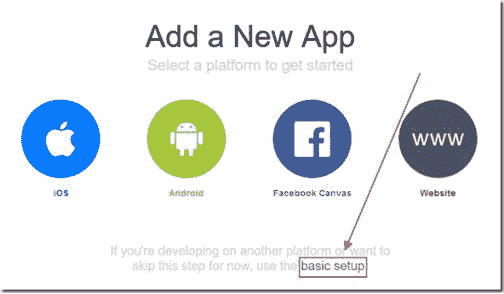 Add a New App
Select a platform to get started
WWW
iOS
Android
Facebook Canvas
Website
If you're developing on another platform or want to
skip this step for now, use the basic setup